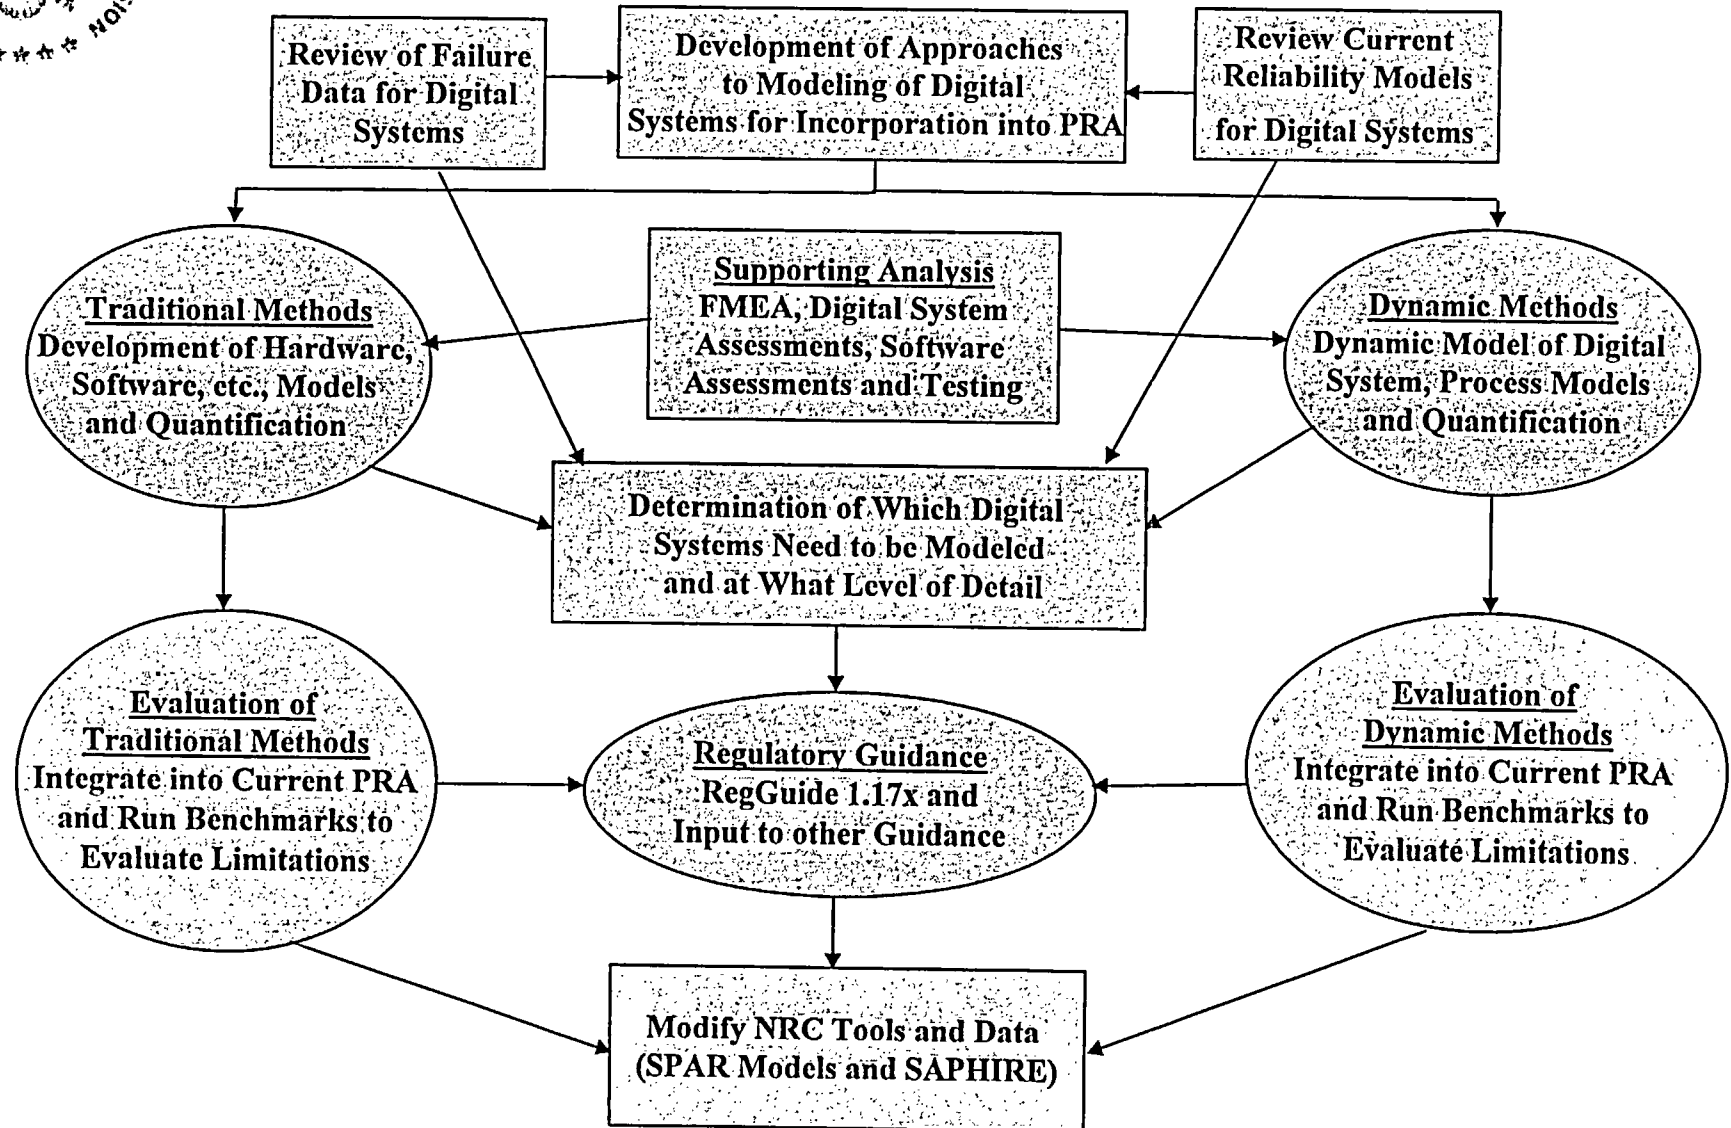 Review of Failure
Data for Digital
Systems
Development of Approaches
to Modeling of Digital
Systems for Incorporation into PRA
Review Current
Reliability Models
for Digital Systems
Supporting Analysis
FMEA, Digital System
Assessments, Software
Assessments and Testing
Traditional Methods
Development of Hardware,
Software, etc., Models
and Quantification
Dynamic Methods
Dynamic Model of Digital
System, Process Models
and Quantification
Determination of Which Digital
Systems Need to be Modeled
and at What Level of Detail
Evaluation of
Traditional Methods
Integrate into Current PRA
and Run Benchmarks to
Evaluate Limitations
Regulatory Guidance
RegGuide 1.17x and
Input to other Guidance
Evaluation of
Dynamic Methods
Integrate into Current PRA
and Run Benchmarks to
Evaluate Limitations
Modify NRC Tools and Data
(SPAR Models and SAPHIRE)